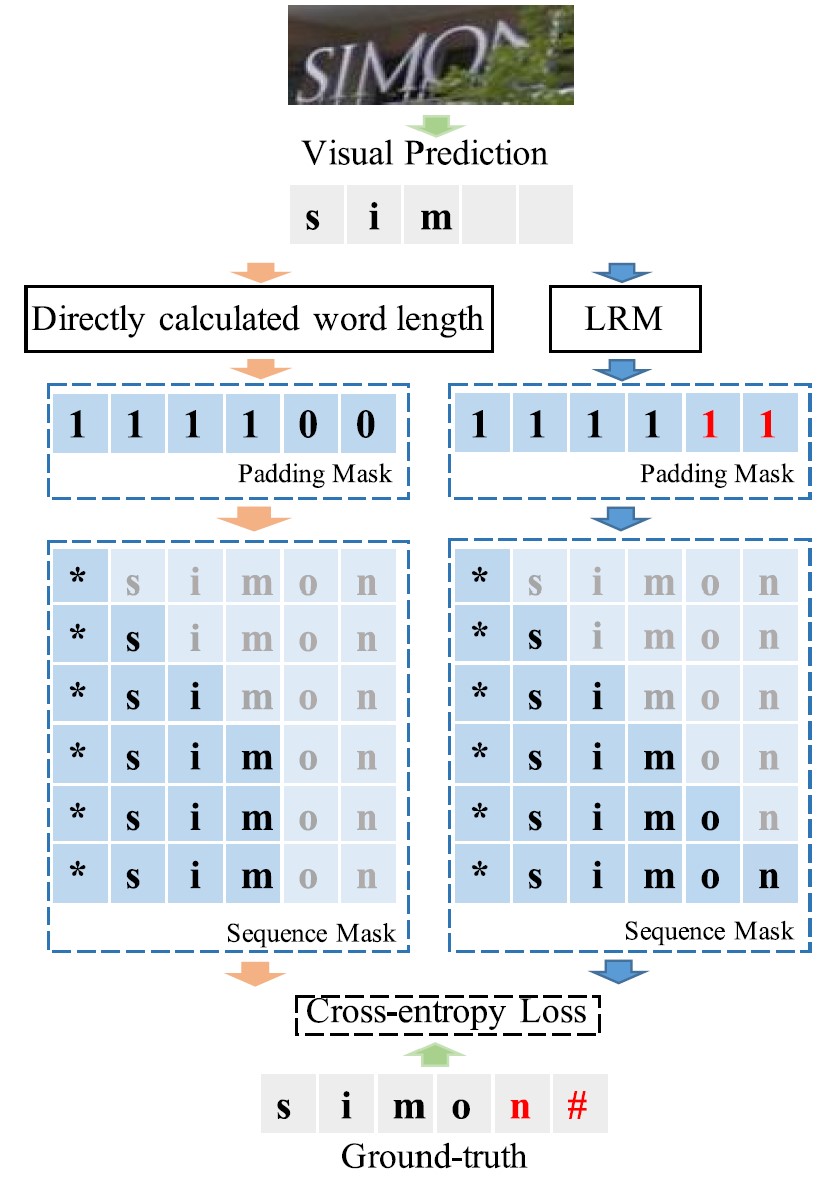 SIMON
Visual Prediction
s i m
Directly calculated word length LRM
1 1 1 1 0 0 1 1 1 1 1 1
Padding Mask Padding Mask
* s i m o n * s i m o n
* s i m o n * s i m o n
* s i m o n * s i m o n
* s i m o n * s i m o n
* s i m o n * s i m o n
* s i m o n * s i m o n
Sequence Mask Sequence Mask
Cross-entropy Loss
s i m o n #
Ground-truth